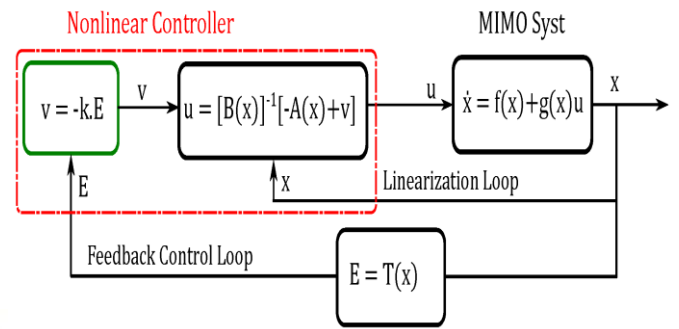 Nonlinear Controller
MIMO Syst
v = -k.E
v
u = [B(x)]⁻¹[-A(x)+v]
u
ẋ = f(x)+g(x)u
x
E
x
Linearization Loop
Feedback Control Loop
E = T(x)